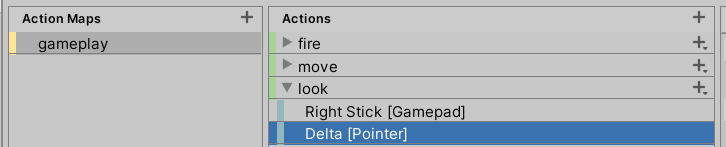 Action Maps
gameplay
Actions
fire
move
look
Right Stick [Gamepad]
Delta [Pointer]